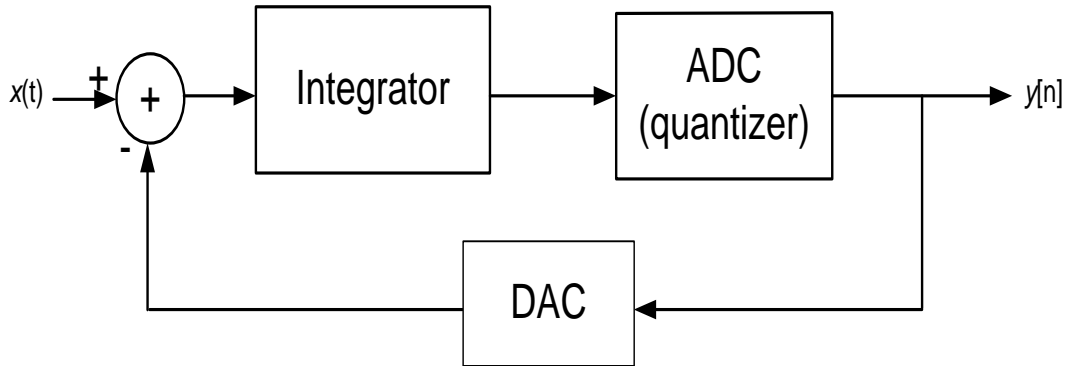 x(t)
+
+
-
Integrator
ADC
(quantizer)
y[n]
DAC